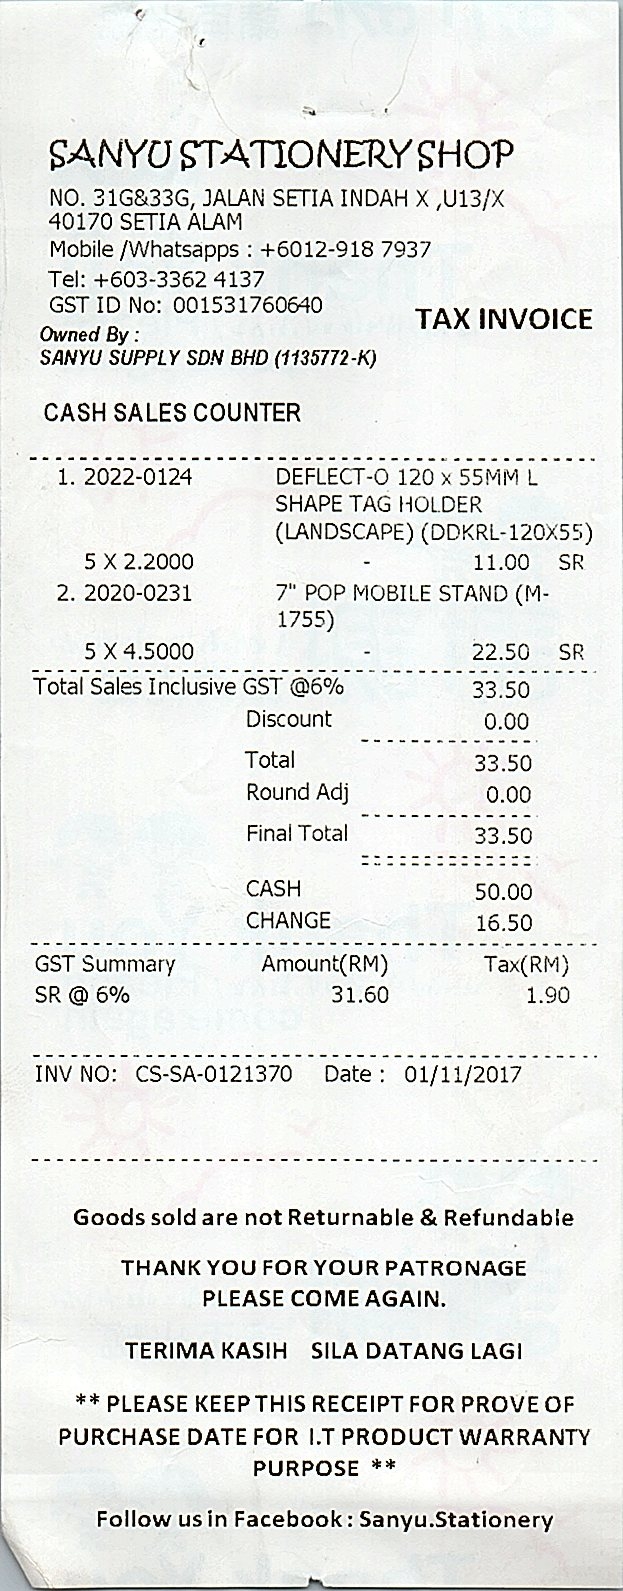 SANYU STATIONERY SHOP
NO. 31G&33G, JALAN SETIA INDAH X ,U13/X
40170 SETIA ALAM
Mobile /Whatsapps : +6012-918 7937
Tel: +603-3362 4137
GST ID No: 001531760640
TAX INVOICE
Owned By :
SANYU SUPPLY SDN BHD (1135772-K)
CASH SALES COUNTER
1. 2022-0124 DEFLECT-O 120 x 55MM L
SHAPE TAG HOLDER
(LANDSCAPE) (DDKRL-120X55)
5 X 2.2000 - 11.00 SR
2. 2020-0231 7" POP MOBILE STAND (M-
1755)
5 X 4.5000 - 22.50 SR
Total Sales Inclusive GST @6% 33.50
Discount 0.00
Total 33.50
Round Adj 0.00
Final Total 33.50
CASH 50.00
CHANGE 16.50
GST Summary Amount(RM) Tax(RM)
SR @ 6% 31.60 1.90
INV NO: CS-SA-0121370 Date : 01/11/2017
Goods sold are not Returnable & Refundable
THANK YOU FOR YOUR PATRONAGE
PLEASE COME AGAIN.
TERIMA KASIH SILA DATANG LAGI
** PLEASE KEEP THIS RECEIPT FOR PROVE OF
PURCHASE DATE FOR I.T PRODUCT WARRANTY
PURPOSE **
Follow us in Facebook : Sanyu.Stationery